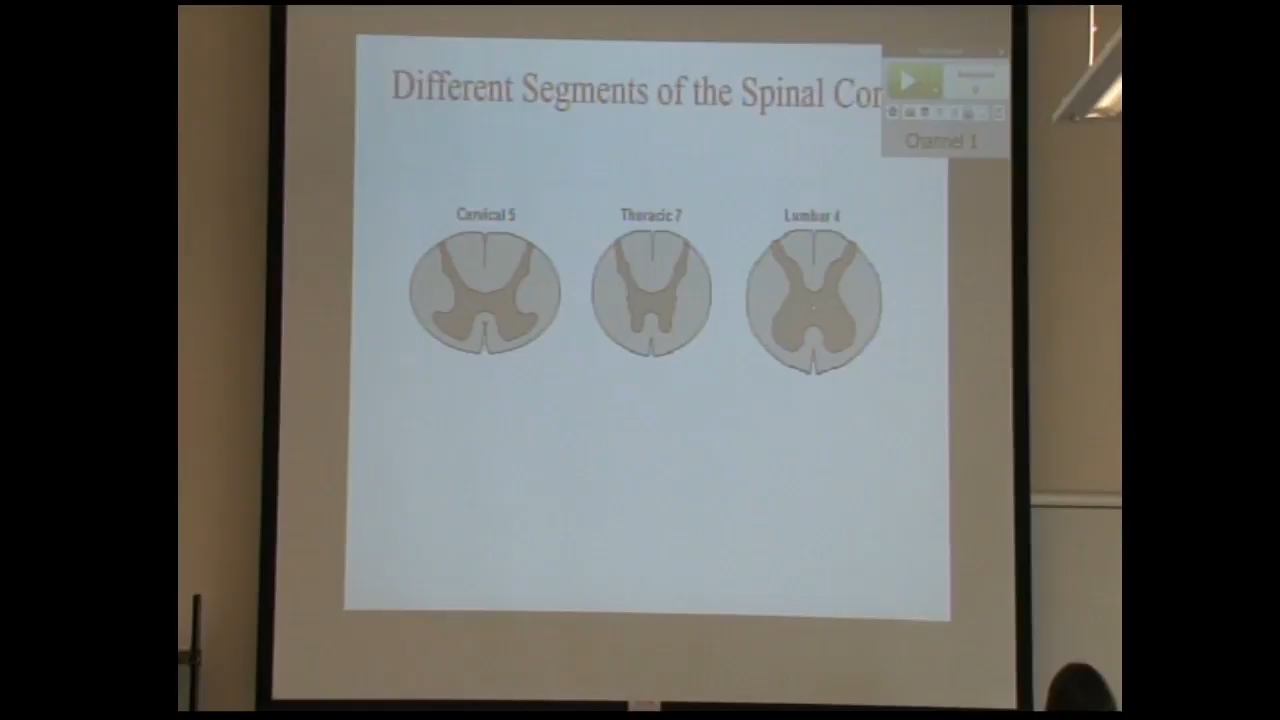 Different Segments of the Spinal Cor
Channel 1
Cervical 5
Thoracic 7
Lumbar 4